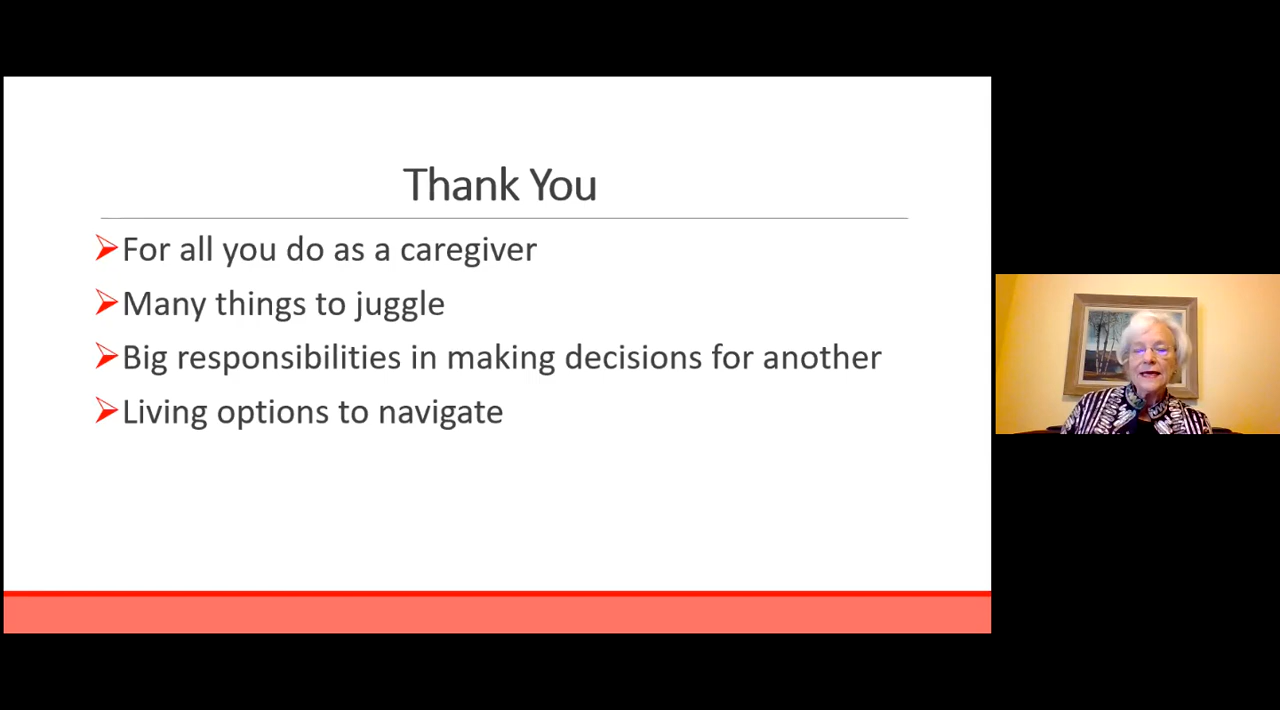 Thank You
For all you do as a caregiver
Many things to juggle
Big responsibilities in making decisions for another
Living options to navigate